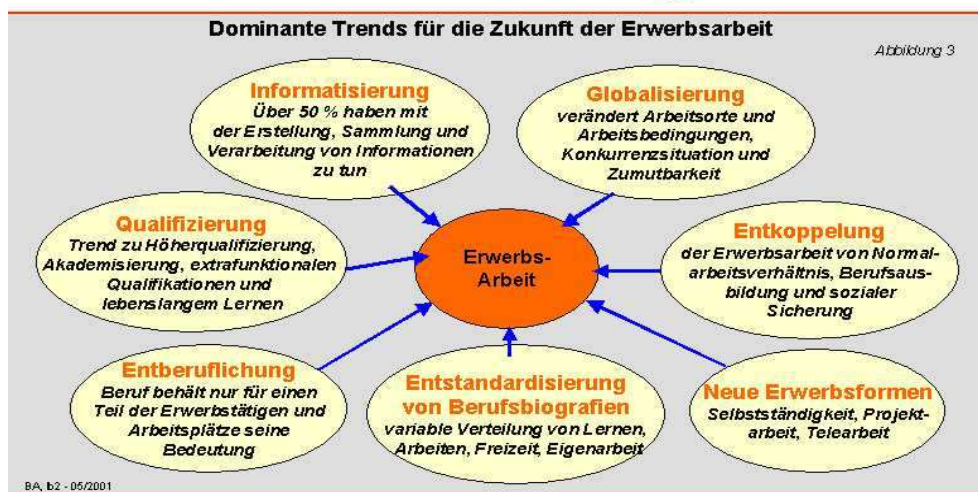 Dominante Trends für die Zukunft der Erwerbsarbeit
Abbildung 3
Informatisierung
Über 50 % haben mit
der Erstellung, Sammlung und
Verarbeitung von Informationen
zu tun
Globalisierung
verändert Arbeitsorte und
Arbeitsbedingungen,
Konkurrenzsituation und
Zumutbarkeit
Qualifizierung
Trend zu Höherqualifizierung,
Akademisierung, extrafunktionalen
Qualifikationen und
lebenslangem Lernen
Erwerbs-
Arbeit
Entkoppelung
der Erwerbsarbeit von Normal-
arbeitsverhältnis, Berufsaus-
bildung und sozialer
Sicherung
Entberuflichung
Beruf behält nur für einen
Teil der Erwerbstätigen und
Arbeitsplätze seine
Bedeutung
Entstandardisierung
von Berufsbiografien
variable Verteilung von Lernen,
Arbeiten, Freizeit, Eigenarbeit
Neue Erwerbsformen
Selbstständigkeit, Projekt-
arbeit, Telearbeit
BA, Ib2 - 05/2001